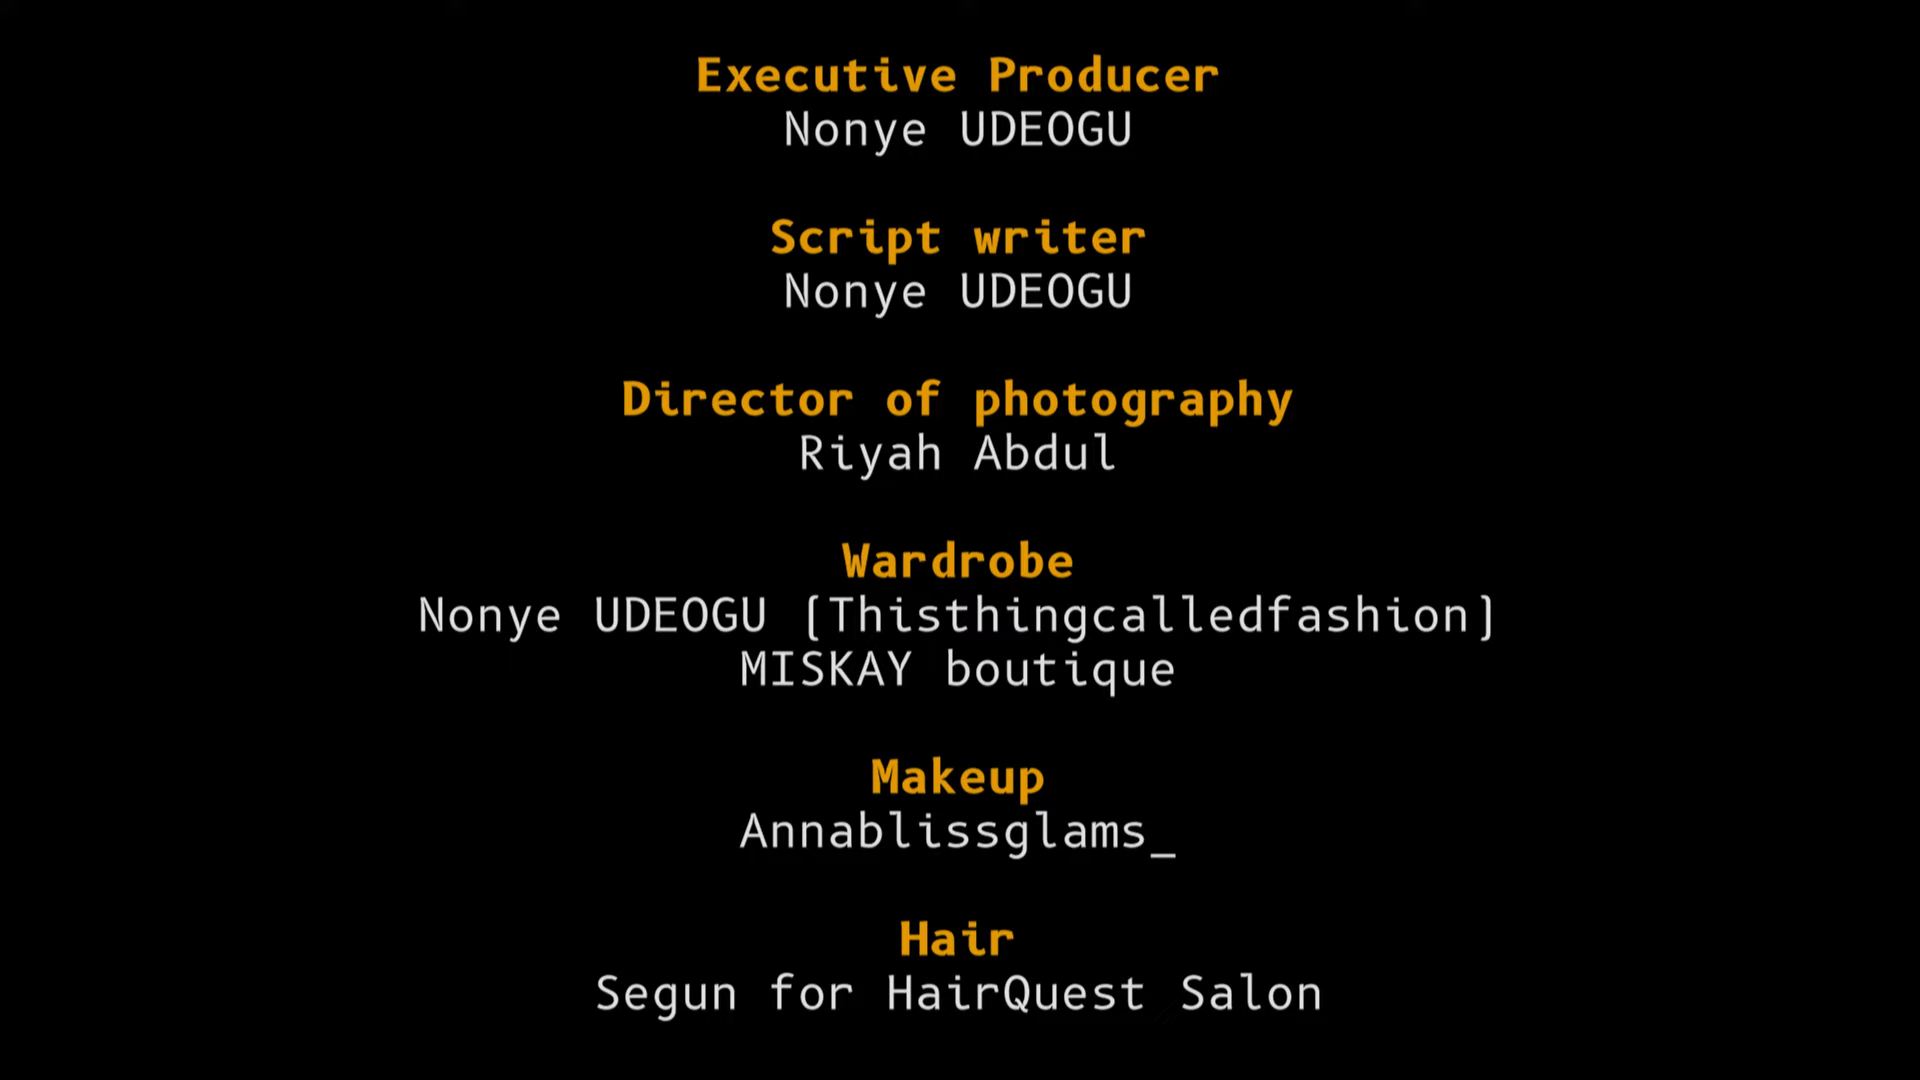 Executive Producer
Nonye UDEOGU
Script writer
Nonye UDEOGU
Director of photography
Riyah Abdul
Wardrobe
Nonye UDEOGU [Thisthingcalledfashion]
MISKAY boutique
Makeup
Annablissglams_
Hair
Segun for HairQuest Salon